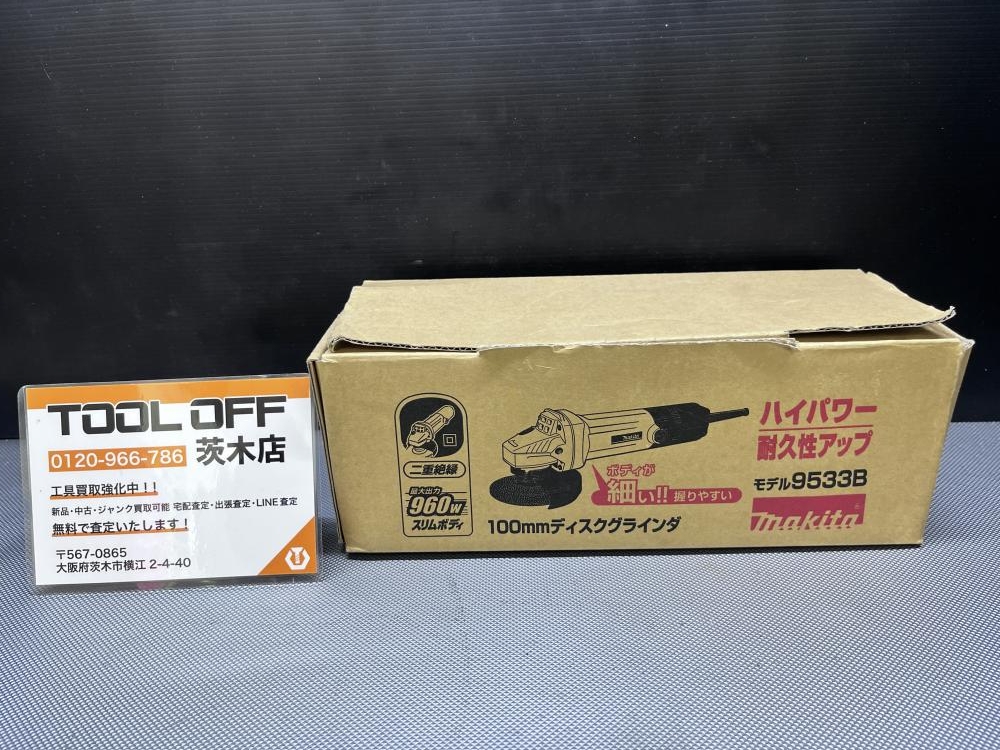 TOOL OFF
0120-966-786 茨木店
工具買取強化中!!
新品・中古・ジャンク買取可能 宅配査定・出張査定・LINE査定
無料で査定いたします!
〒567-0865
大阪府茨木市横江 2-4-40
二重絶縁
最大出力
960W
スリムボディ
makita
ボディが
細い!! 握りやすい
100mmディスクグラインダ
ハイパワー
耐久性アップ
モデル9533B
makita